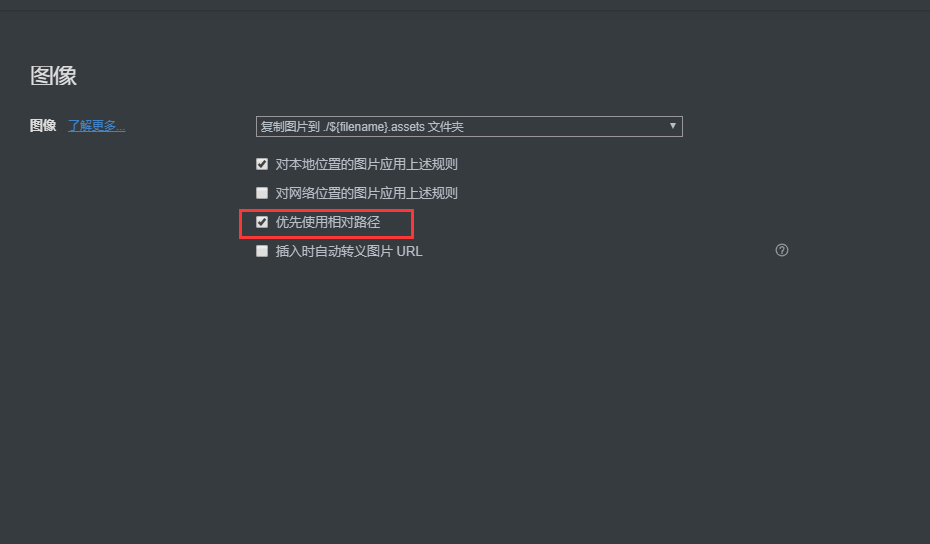 图像
图像 了解更多...
复制图片到 ./${filename}.assets 文件夹
对本地位置的图片应用上述规则
对网络位置的图片应用上述规则
优先使用相对路径
插入时自动转义图片 URL